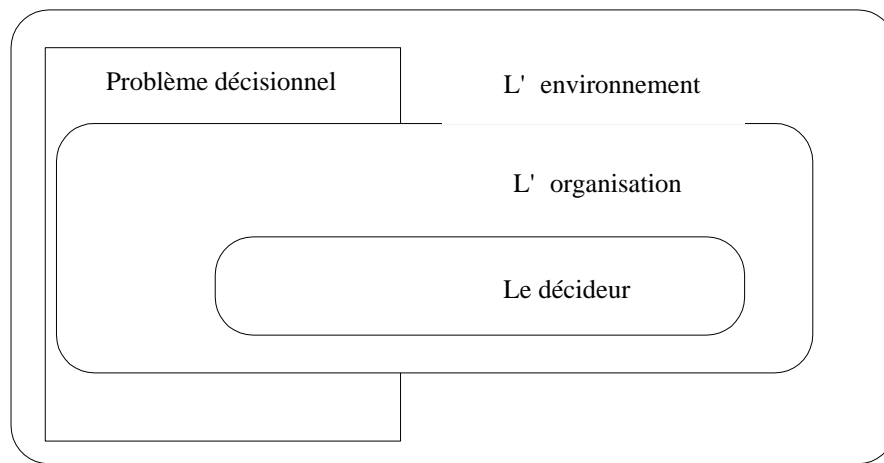 Problème décisionnel
L' environnement
L' organisation
Le décideur